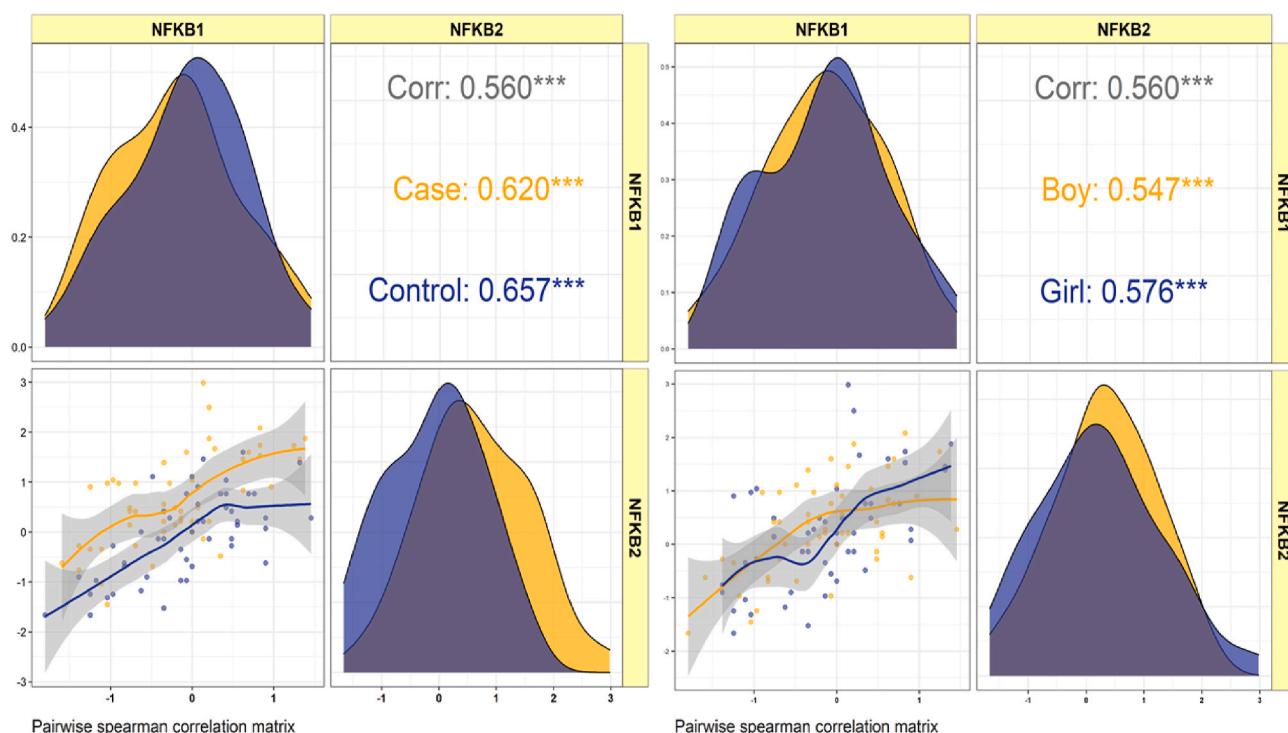 NFKB1 NFKB2 NFKB1 NFKB2
Corr: 0.560*** Corr: 0.560***
Case: 0.620*** Boy: 0.547***
Control: 0.657*** Girl: 0.576***
NFKB1 NFKB1
0.4
0.2
0.0
0.5
0.4
0.3
0.2
0.1
0.0
NFKB2 NFKB2
3
2
1
0
-1
-2
-3
3
2
1
0
-1
-2
-1 0 1 -1 0 1 2 3 -1 0 1 -1 0 1 2 3
Pairwise spearman correlation matrix Pairwise spearman correlation matrix